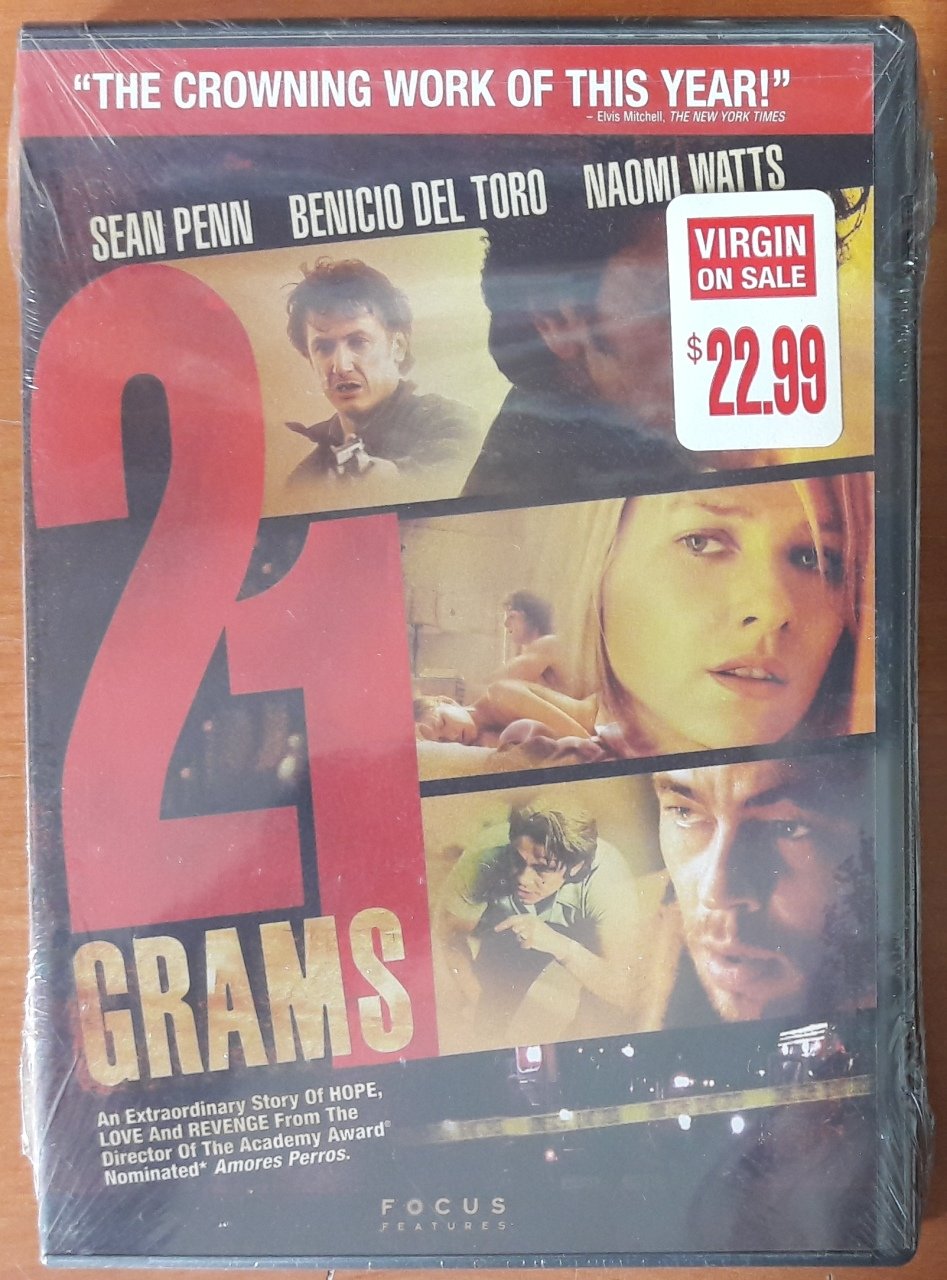 “THE CROWNING WORK OF THIS YEAR!”
– Elvis Mitchell, THE NEW YORK TIMES
SEAN PENN BENICIO DEL TORO NAOMI WATTS
VIRGIN
ON SALE
$22.99
21
GRAMS
An Extraordinary Story Of HOPE,
LOVE And REVENGE From The
Director Of The Academy Award®
Nominated* Amores Perros.
FOCUS
FEATURES